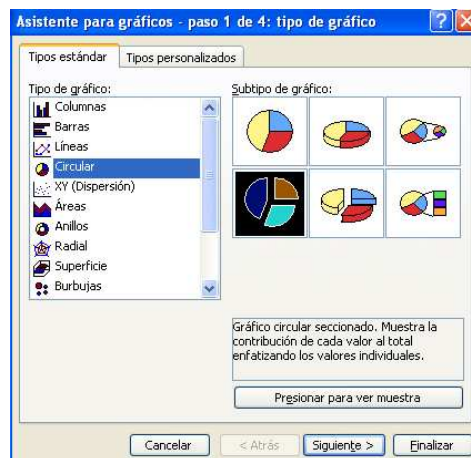 Asistente para gráficos - paso 1 de 4: tipo de gráfico
Tipos estándar
Tipos personalizados
Tipo de gráfico:
Columnas
Barras
Líneas
Circular
XY (Dispersión)
Áreas
Anillos
Radial
Superficie
Burbujas
Subtipo de gráfico:
Gráfico circular seccionado. Muestra la
contribución de cada valor al total
enfatizando los valores individuales.
Presionar para ver muestra
Cancelar
< Atrás
Siguiente >
Finalizar